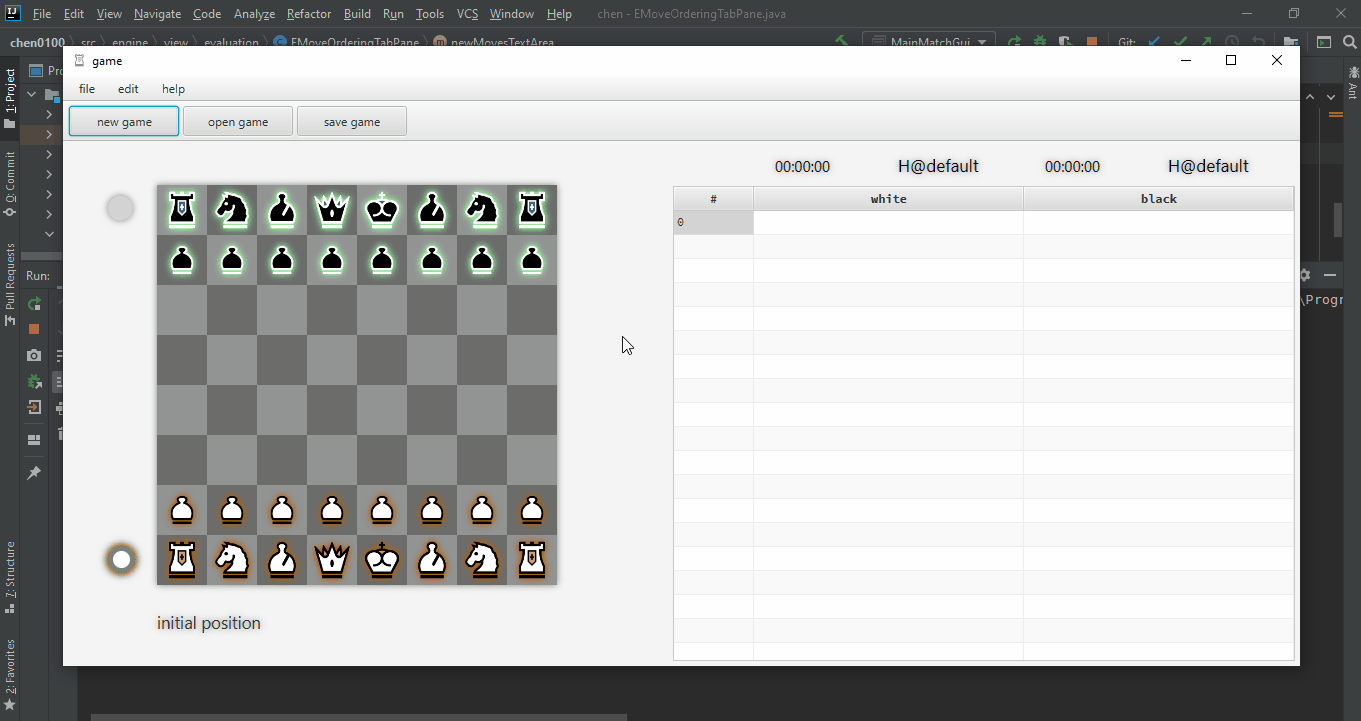 File Edit View Navigate Code Analyze Refactor Build Run Tools VCS Window Help chen - EMoveOrderingTabPane.java
chen0100 src engine view evaluation EMoveOrderingTabPane newMovesTextArea MainMatchGui Git:
1: Project
0: Commit
Pull Requests
7: Structure
2: Favorites
Pro
Run:
Ant
\Progr
game
file edit help
new game open game save game
00:00:00 H@default 00:00:00 H@default
# white black
0
initial position